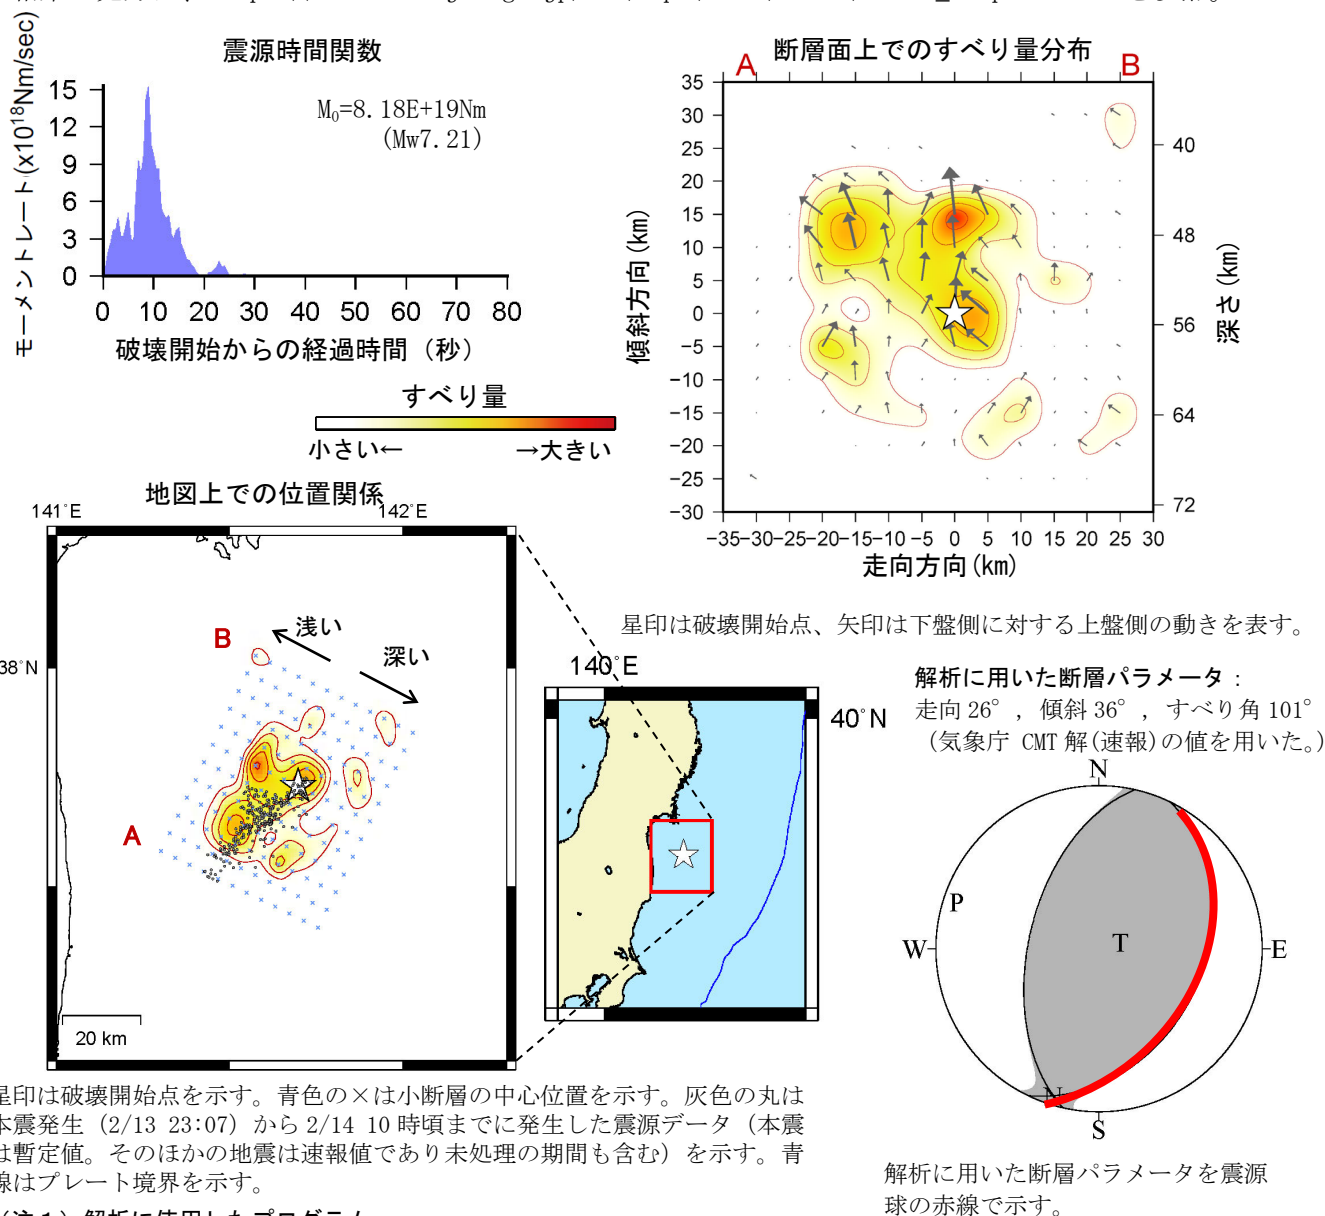 震源時間関数
モーメントレート(x10¹⁸Nm/sec)
15
12
9
6
3
0
M₀=8.18E+19Nm
(Mw7.21)
0 10 20 30 40 50 60 70 80
破壊開始からの経過時間（秒）
すべり量
小さい←
→大きい
断層面上でのすべり量分布
A
B
傾斜方向(km)
35
30
25
20
15
10
5
0
−5
−10
−15
−20
−25
−30
40
48
56
64
72
深さ(km)
−35−30−25−20−15−10 −5 0 5 10 15 20 25 30
走向方向(km)
星印は破壊開始点、矢印は下盤側に対する上盤側の動きを表す。
地図上での位置関係
141°E
142°E
38°N
B
浅い
深い
A
20 km
140°E
40°N
解析に用いた断層パラメータ：
走向26°，傾斜36°，すべり角101°
（気象庁 CMT解(速報)の値を用いた。）
N
P
W
T
E
N
S
解析に用いた断層パラメータを震源
球の赤線で示す。
星印は破壊開始点を示す。青色の×は小断層の中心位置を示す。灰色の丸は
本震発生（2/13 23:07）から2/14 10時頃までに発生した震源データ（本震
は暫定値。そのほかの地震は速報値であり未処理の期間も含む）を示す。青
線はプレート境界を示す。